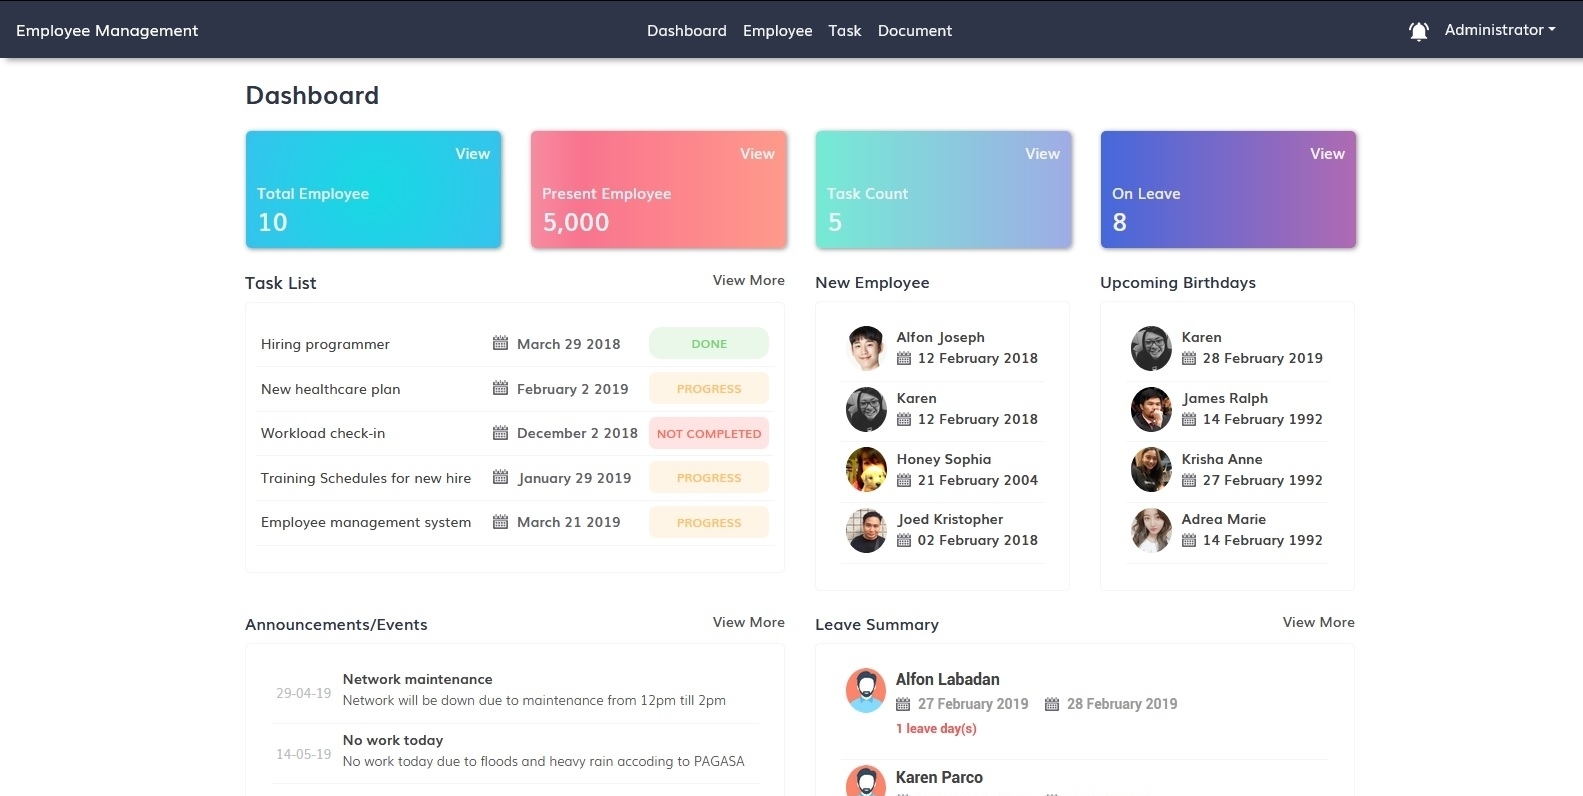 Employee Management
Dashboard Employee Task Document
Administrator
Dashboard
View
Total Employee
10
View
Present Employee
5,000
View
Task Count
5
View
On Leave
8
Task List View More
Hiring programmer March 29 2018 DONE
New healthcare plan February 2 2019 PROGRESS
Workload check-in December 2 2018 NOT COMPLETED
Training Schedules for new hire January 29 2019 PROGRESS
Employee management system March 21 2019 PROGRESS
New Employee
Alfon Joseph
12 February 2018
Karen
12 February 2018
Honey Sophia
21 February 2004
Joed Kristopher
02 February 2018
Upcoming Birthdays
Karen
28 February 2019
James Ralph
14 February 1992
Krisha Anne
27 February 1992
Adrea Marie
14 February 1992
Announcements/Events View More
29-04-19 Network maintenance
Network will be down due to maintenance from 12pm till 2pm
14-05-19 No work today
No work today due to floods and heavy rain accoding to PAGASA
Leave Summary View More
Alfon Labadan
27 February 2019 28 February 2019
1 leave day(s)
Karen Parco